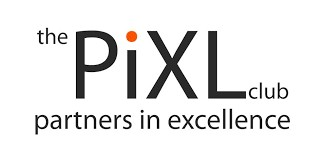 the
PiXL
club
partners in excellence